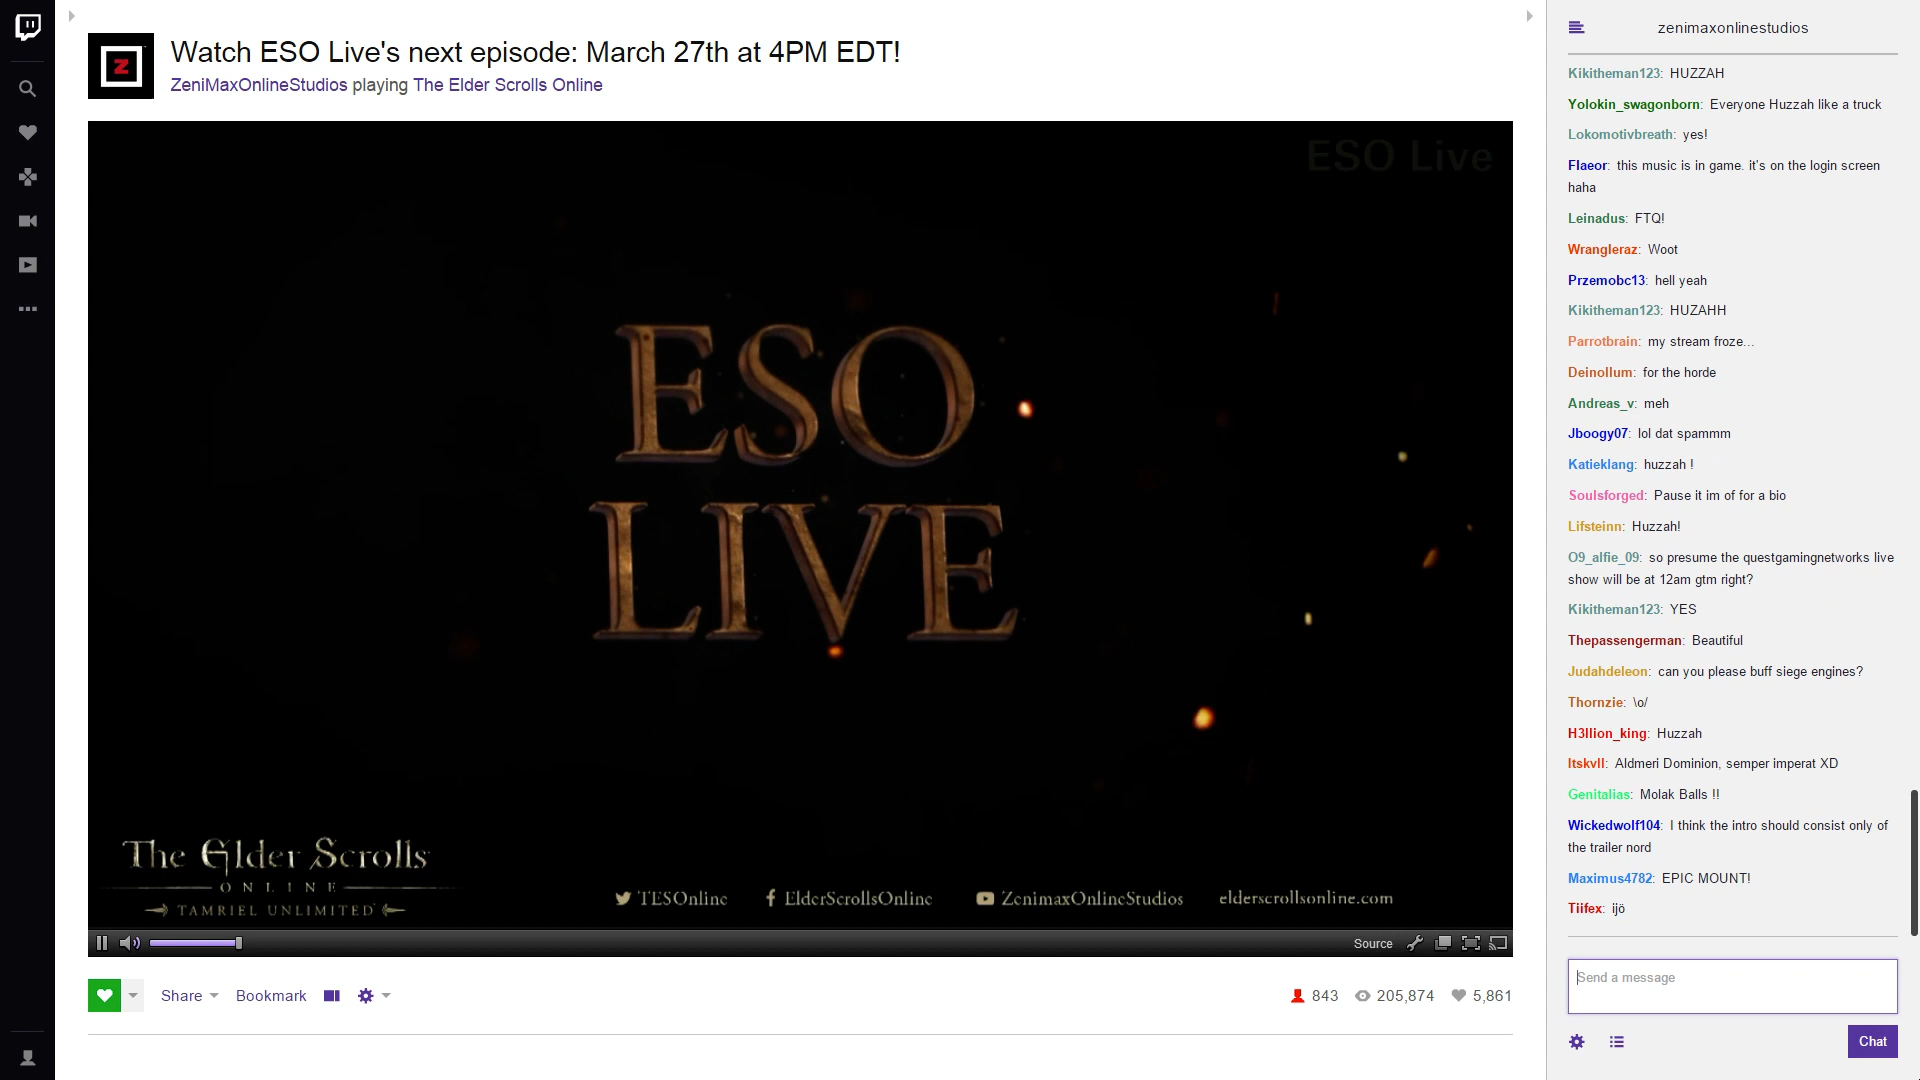 Watch ESO Live's next episode: March 27th at 4PM EDT!
ZeniMaxOnlineStudios playing The Elder Scrolls Online
ESO Live
ESO
LIVE
The Elder Scrolls
ONLINE
TAMRIEL UNLIMITED
TESOnline
ElderScrollsOnline
ZenimaxOnlineStudios
elderscrollsonline.com
Source
Share
Bookmark
843
205,874
5,861
zenimaxonlinestudios
Kikitheman123: HUZZAH
Yolokin_swagonborn: Everyone Huzzah like a truck
Lokomotivbreath: yes!
Flaeor: this music is in game. it's on the login screen
haha
Leinadus: FTQ!
Wrangleraz: Woot
Przemobc13: hell yeah
Kikitheman123: HUZAHH
Parrotbrain: my stream froze...
Deinollum: for the horde
Andreas_v: meh
Jboogy07: lol dat spammm
Katieklang: huzzah !
Soulsforged: Pause it im of for a bio
Lifsteinn: Huzzah!
O9_alfie_09: so presume the questgamingnetworks live
show will be at 12am gtm right?
Kikitheman123: YES
Thepassengerman: Beautiful
Judahdeleon: can you please buff siege engines?
Thornzie: \o/
H3llion_king: Huzzah
Itskvll: Aldmeri Dominion, semper imperat XD
Genitalias: Molak Balls !!
Wickedwolf104: I think the intro should consist only of
the trailer nord
Maximus4782: EPIC MOUNT!
Tiifex: ijö
Send a message
Chat